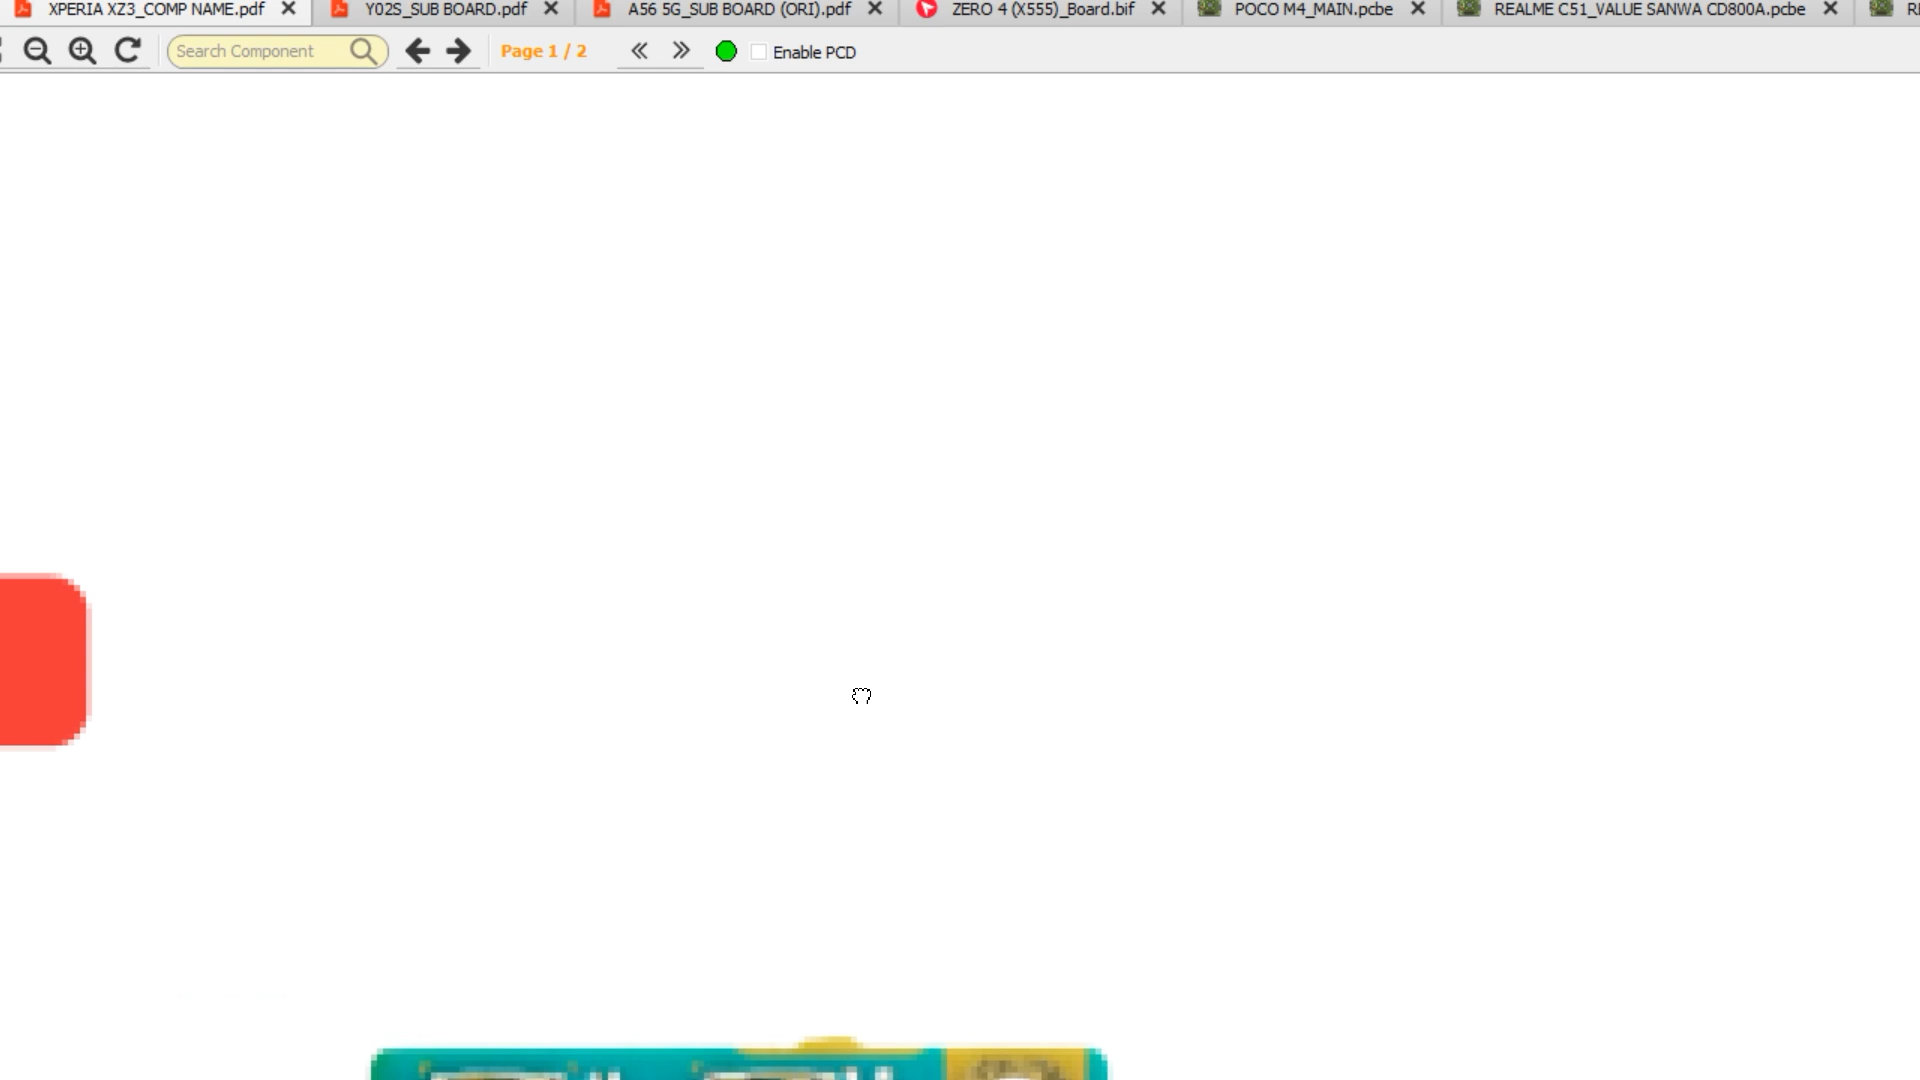 XPERIA XZ3_COMP NAME.pdf Y02S_SUB BOARD.pdf A56 5G_SUB BOARD (ORI).pdf ZERO 4 (X555)_Board.bif POCO M4_MAIN.pcbe REALME C51_VALUE SANWA CD800A.pcbe
Search Component Page 1 / 2 Enable PCD